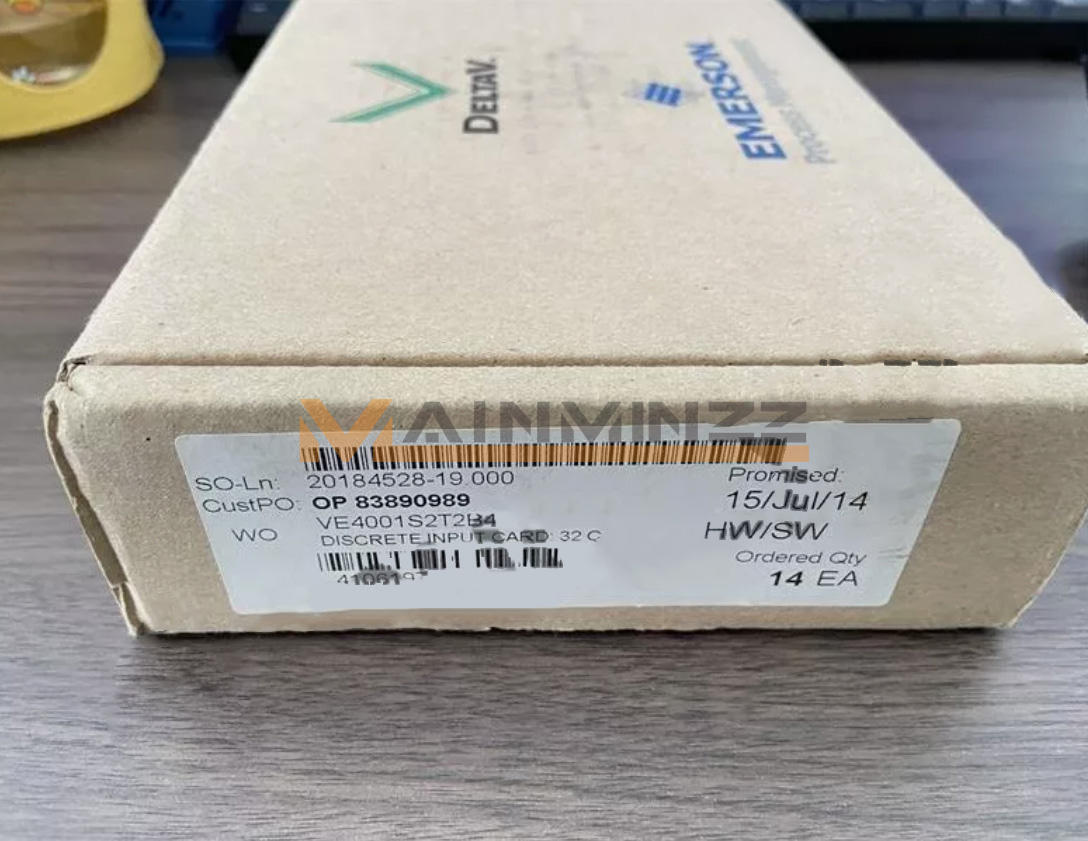 DELTAV
EMERSON
Process Management
MAINVINZZ
SO-Ln: 20184528-19.000
CustPO: OP 83890989
WO VE4001S2T2B4
DISCRETE INPUT CARD: 32 C
Promised:
15/Jul/14
HW/SW
Ordered Qty
14 EA